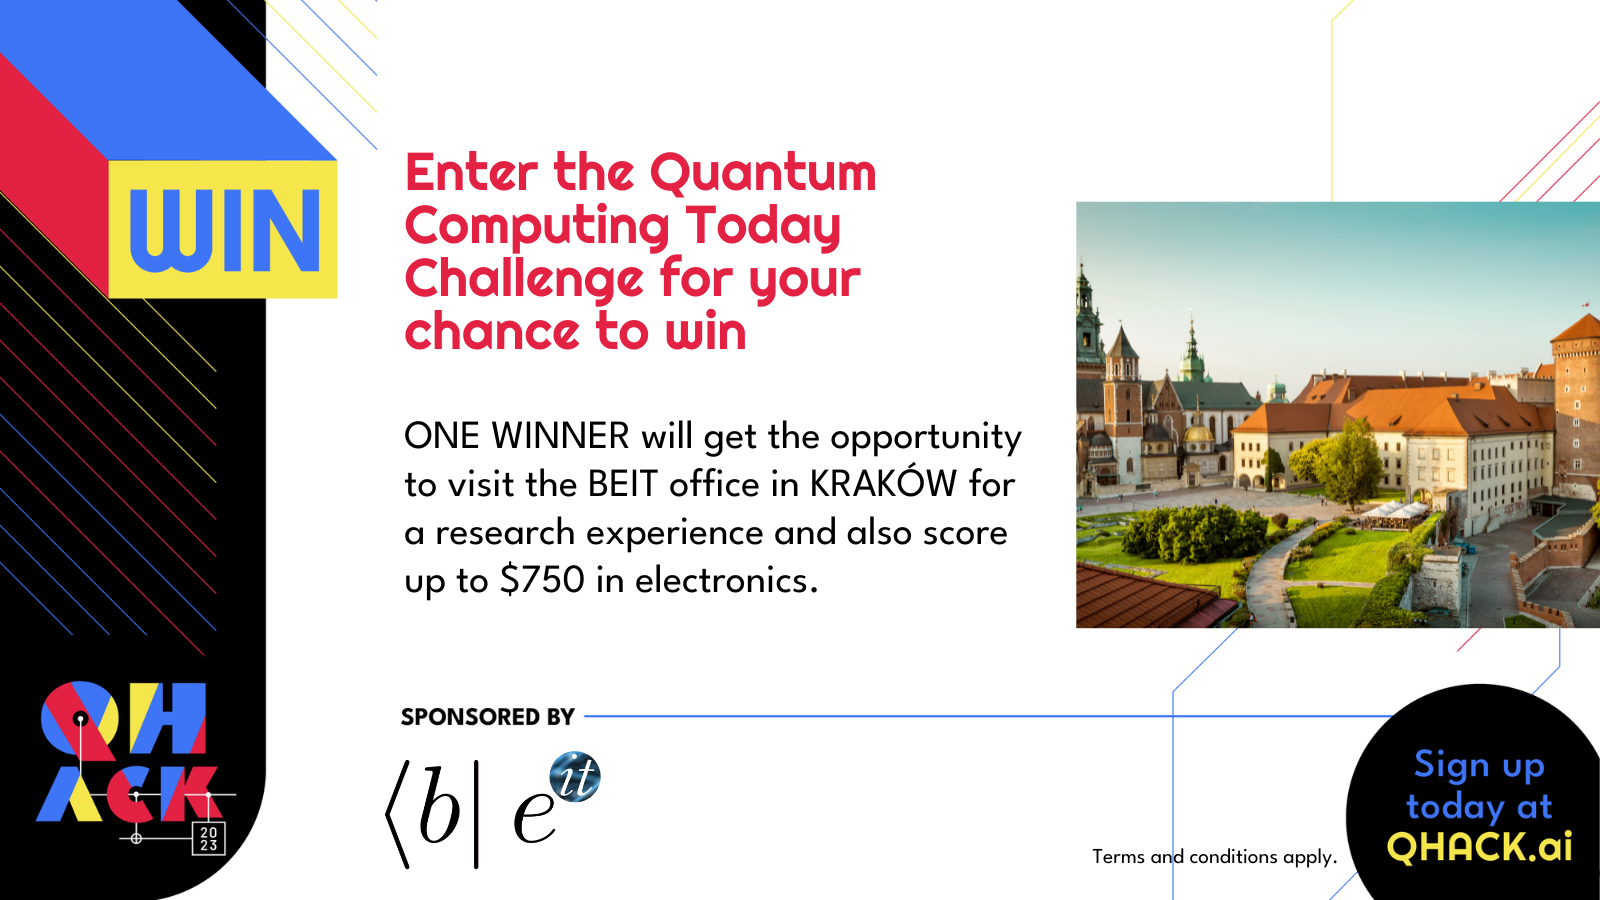 WIN
Enter the Quantum
Computing Today
Challenge for your
chance to win
ONE WINNER will get the opportunity
to visit the BEIT office in KRAKÓW for
a research experience and also score
up to $750 in electronics.
SPONSORED BY
⟨b| e^it
QH
ACK
20
23
Terms and conditions apply.
Sign up
today at
QHACK.ai